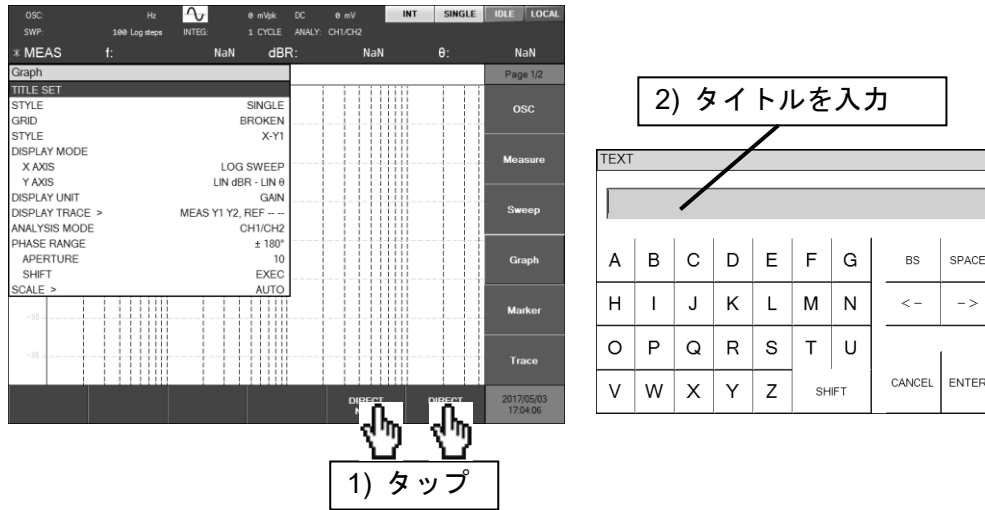 OSC: Hz 0 mVpk DC 0 mV INT SINGLE IDLE LOCAL
SWP: 100 Log steps INTEG: 1 CYCLE ANALY: CH1/CH2
* MEAS f: NaN dBR: NaN θ: NaN
Graph
TITLE SET
STYLE SINGLE
GRID BROKEN
STYLE X-Y1
DISPLAY MODE
X AXIS LOG SWEEP
Y AXIS LIN dBR - LIN θ
DISPLAY UNIT GAIN
DISPLAY TRACE > MEAS Y1 Y2, REF -- --
ANALYSIS MODE CH1/CH2
PHASE RANGE ± 180°
APERTURE 10
SHIFT EXEC
SCALE > AUTO
Page 1/2
OSC
Measure
Sweep
Graph
Marker
Trace
DIRECT
DIRECT
2017/05/03
17:04:06
1) タップ
2) タイトルを入力
TEXT
A B C D E F G BS SPACE
H I J K L M N <- ->
O P Q R S T U
V W X Y Z SHIFT CANCEL ENTER